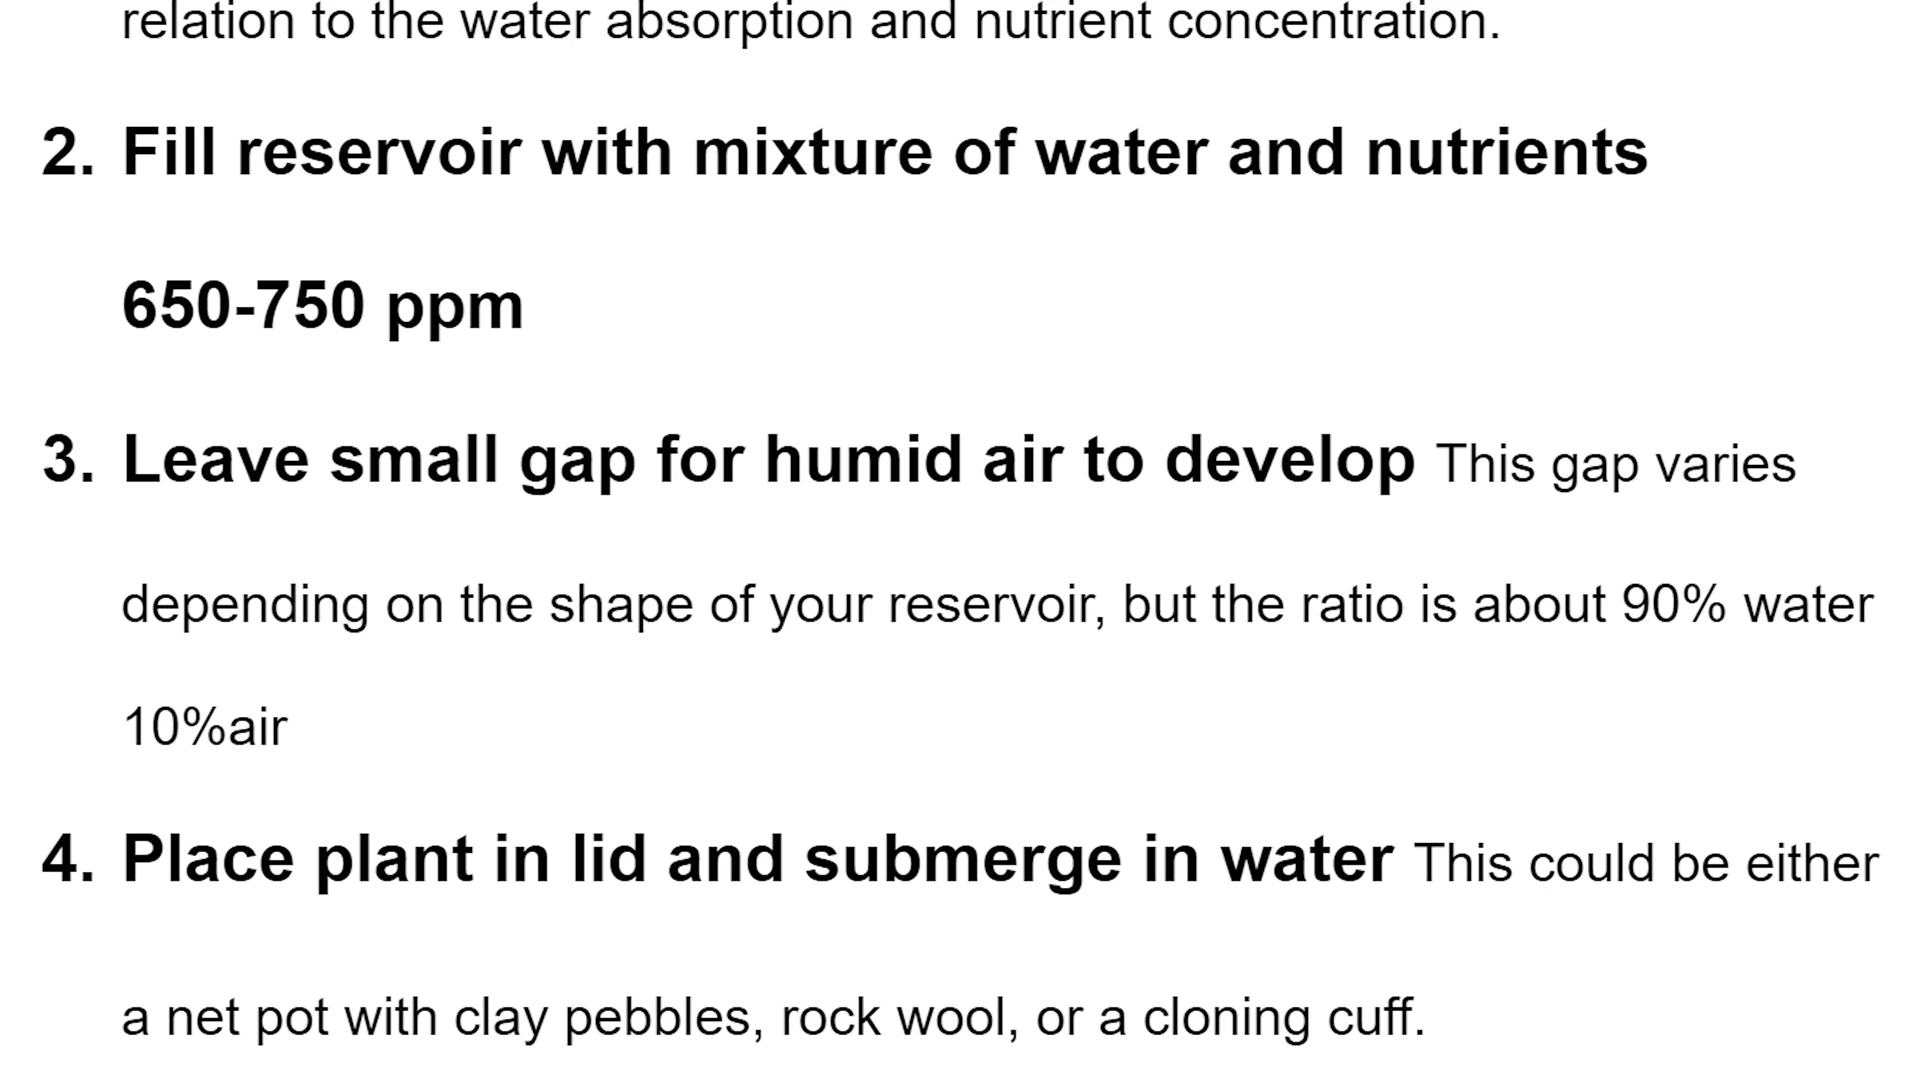 relation to the water absorption and nutrient concentration.
2. Fill reservoir with mixture of water and nutrients
650-750 ppm
3. Leave small gap for humid air to develop This gap varies
depending on the shape of your reservoir, but the ratio is about 90% water
10%air
4. Place plant in lid and submerge in water This could be either
a net pot with clay pebbles, rock wool, or a cloning cuff.